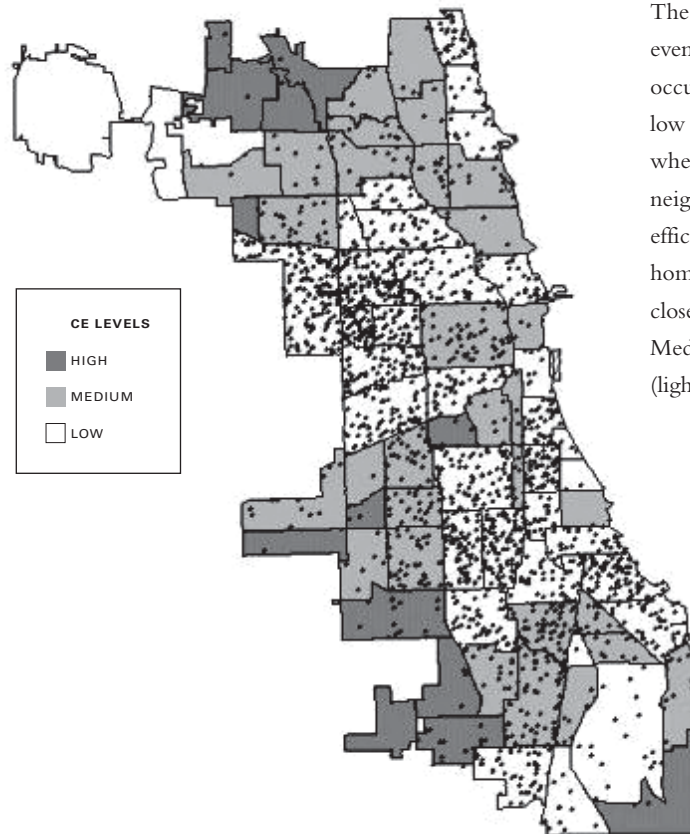 The
even
occu
low
whe
neig
effic
hom
close
Med
(ligh
CE LEVELS
HIGH
MEDIUM
LOW